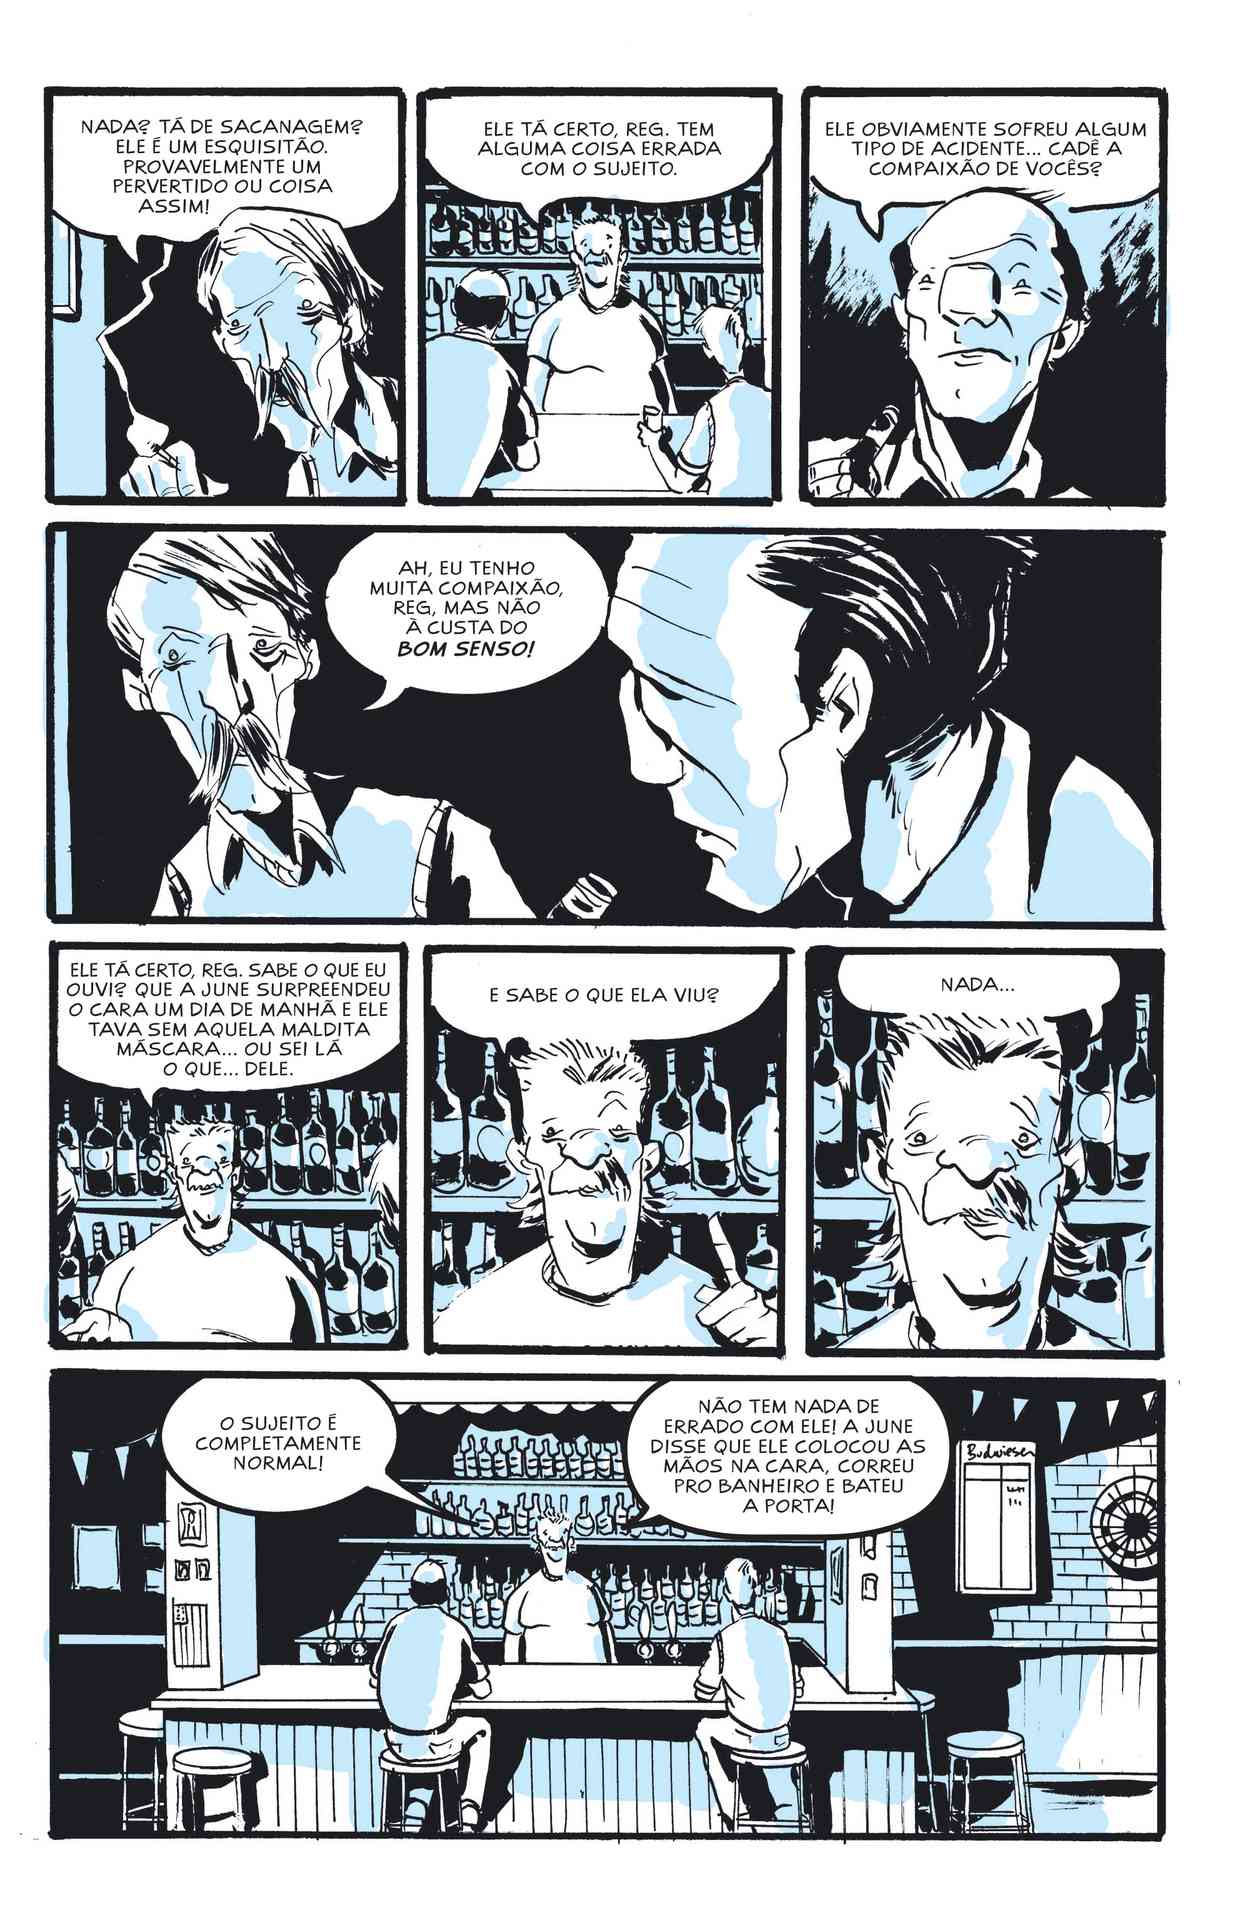 NADA? TÁ DE SACANAGEM?
ELE É UM ESQUISITÃO.
PROVAVELMENTE UM
PERVERTIDO OU COISA
ASSIM!
ELE TÁ CERTO, REG. TEM
ALGUMA COISA ERRADA
COM O SUJEITO.
ELE OBVIAMENTE SOFREU ALGUM
TIPO DE ACIDENTE... CADÊ A
COMPAIXÃO DE VOCÊS?
AH, EU TENHO
MUITA COMPAIXÃO,
REG, MAS NÃO
À CUSTA DO
BOM SENSO!
ELE TÁ CERTO, REG. SABE O QUE EU
OUVI? QUE A JUNE SURPREENDEU
O CARA UM DIA DE MANHÃ E ELE
TAVA SEM AQUELA MALDITA
MÁSCARA... OU SEI LÁ
O QUE... DELE.
E SABE O QUE ELA VIU?
NADA...
O SUJEITO É
COMPLETAMENTE
NORMAL!
NÃO TEM NADA DE
ERRADO COM ELE! A JUNE
DISSE QUE ELE COLOCOU AS
MÃOS NA CARA, CORREU
PRO BANHEIRO E BATEU
A PORTA!
Budwieser